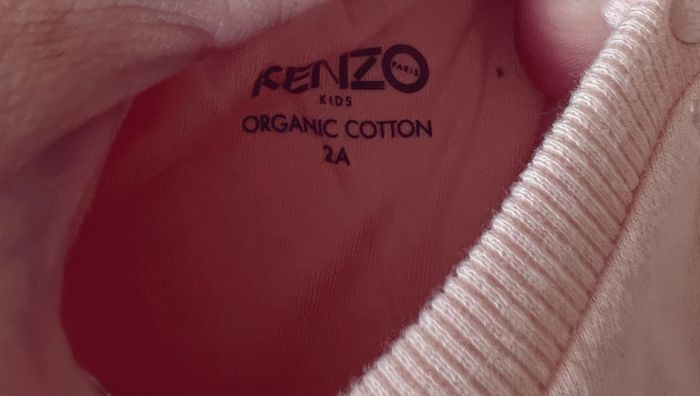 KENZO
PARIS
KIDS
ORGANIC COTTON
2A